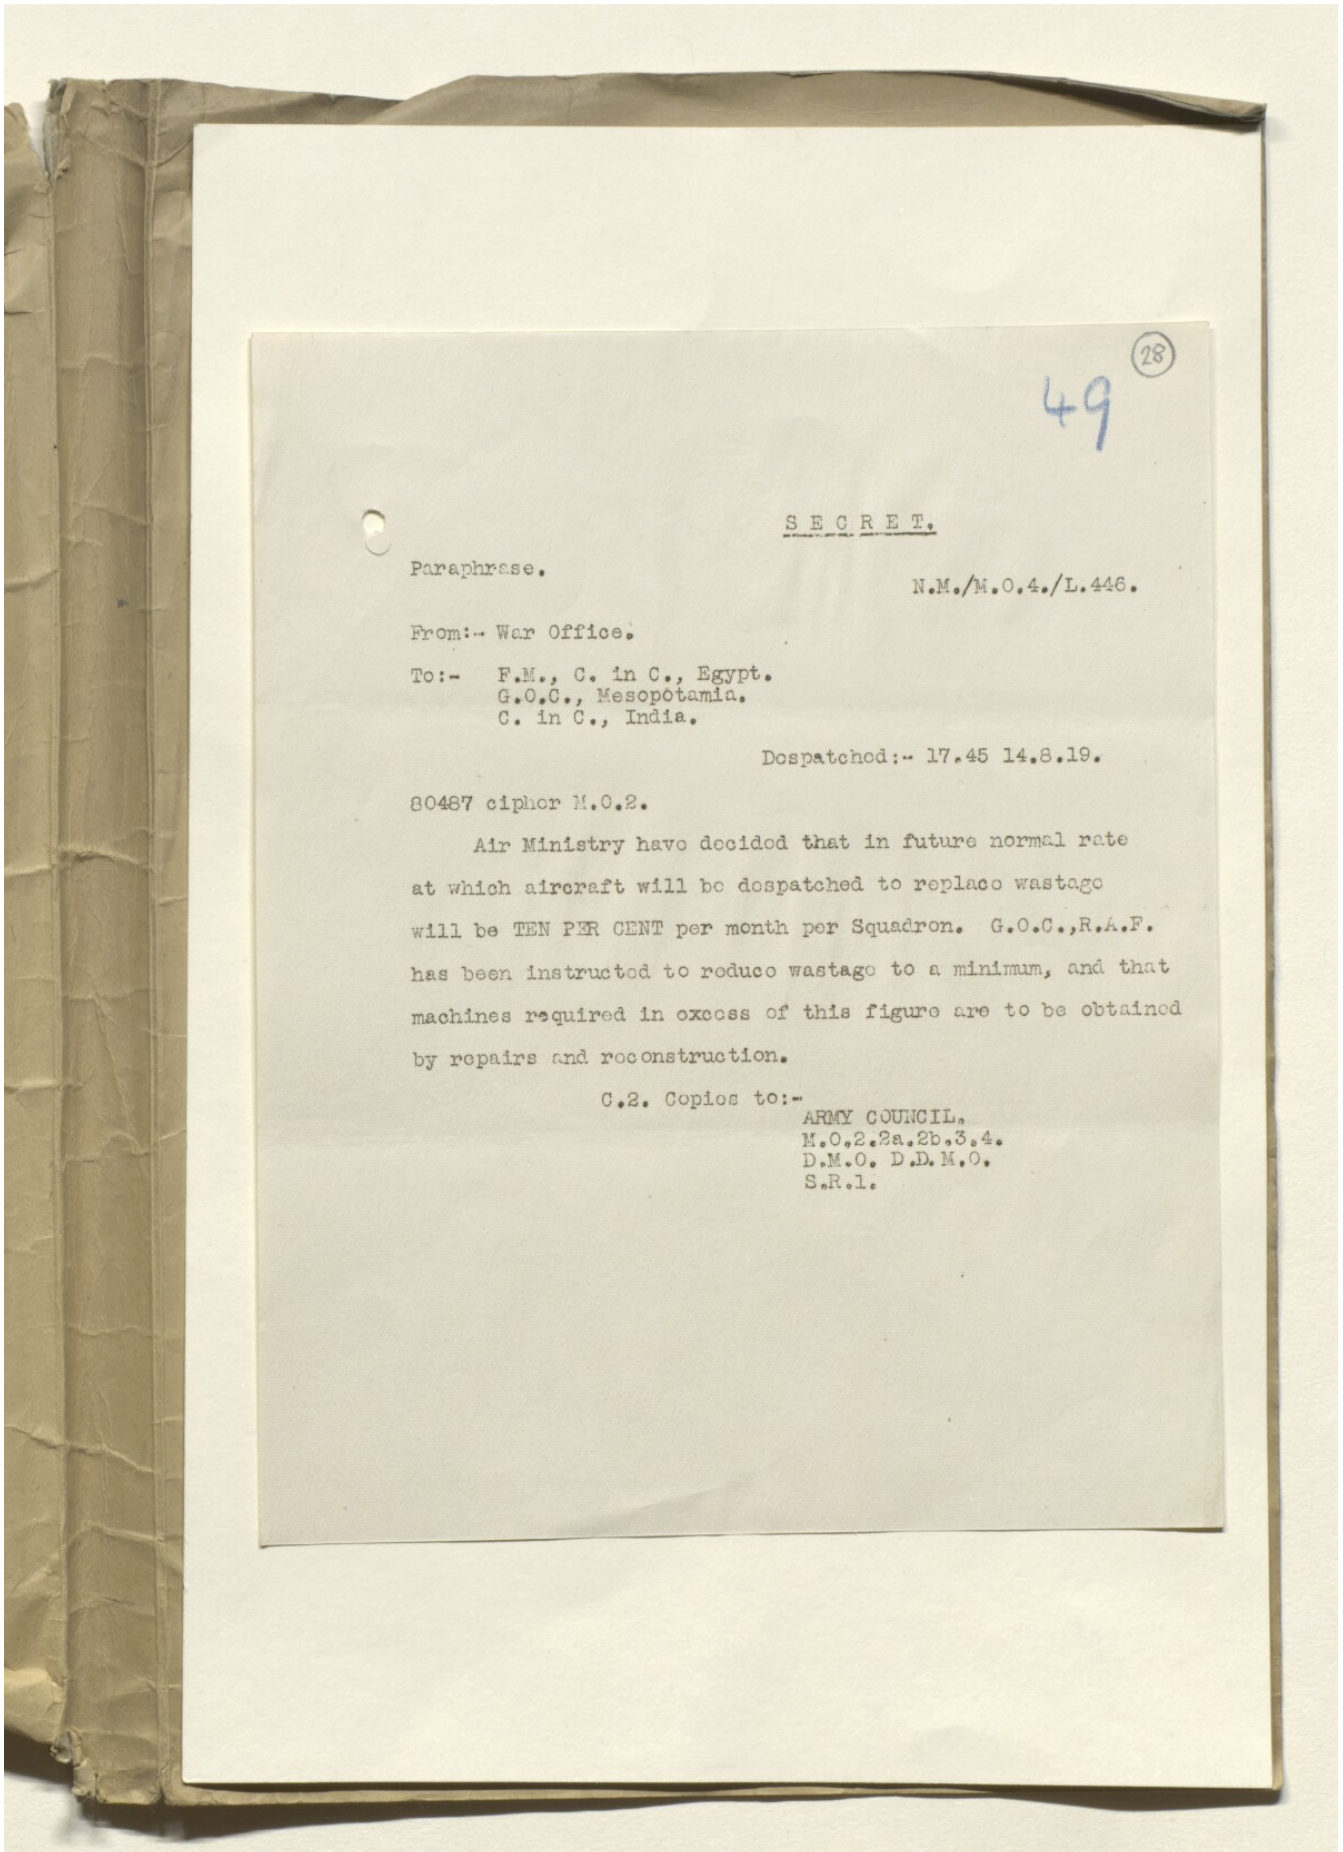 28
49
SECRET.
Paraphrase.
N.M./M.O.4./L.446.
From:- War Office.
To:- F.M., C. in C., Egypt.
G.O.C., Mesopotamia.
C. in C., India.
Despatched:- 17.45 14.8.19.
80487 cipher M.O.2.
Air Ministry have decided that in future normal rate
at which aircraft will be despatched to replace wastage
will be TEN PER CENT per month per Squadron. G.O.C.,R.A.F.
has been instructed to reduce wastage to a minimum, and that
machines required in excess of this figure are to be obtained
by repairs and reconstruction.
C.2. Copies to:-
ARMY COUNCIL.
M.O.2.2a.2b.3.4.
D.M.O. D.D.M.O.
S.R.1.